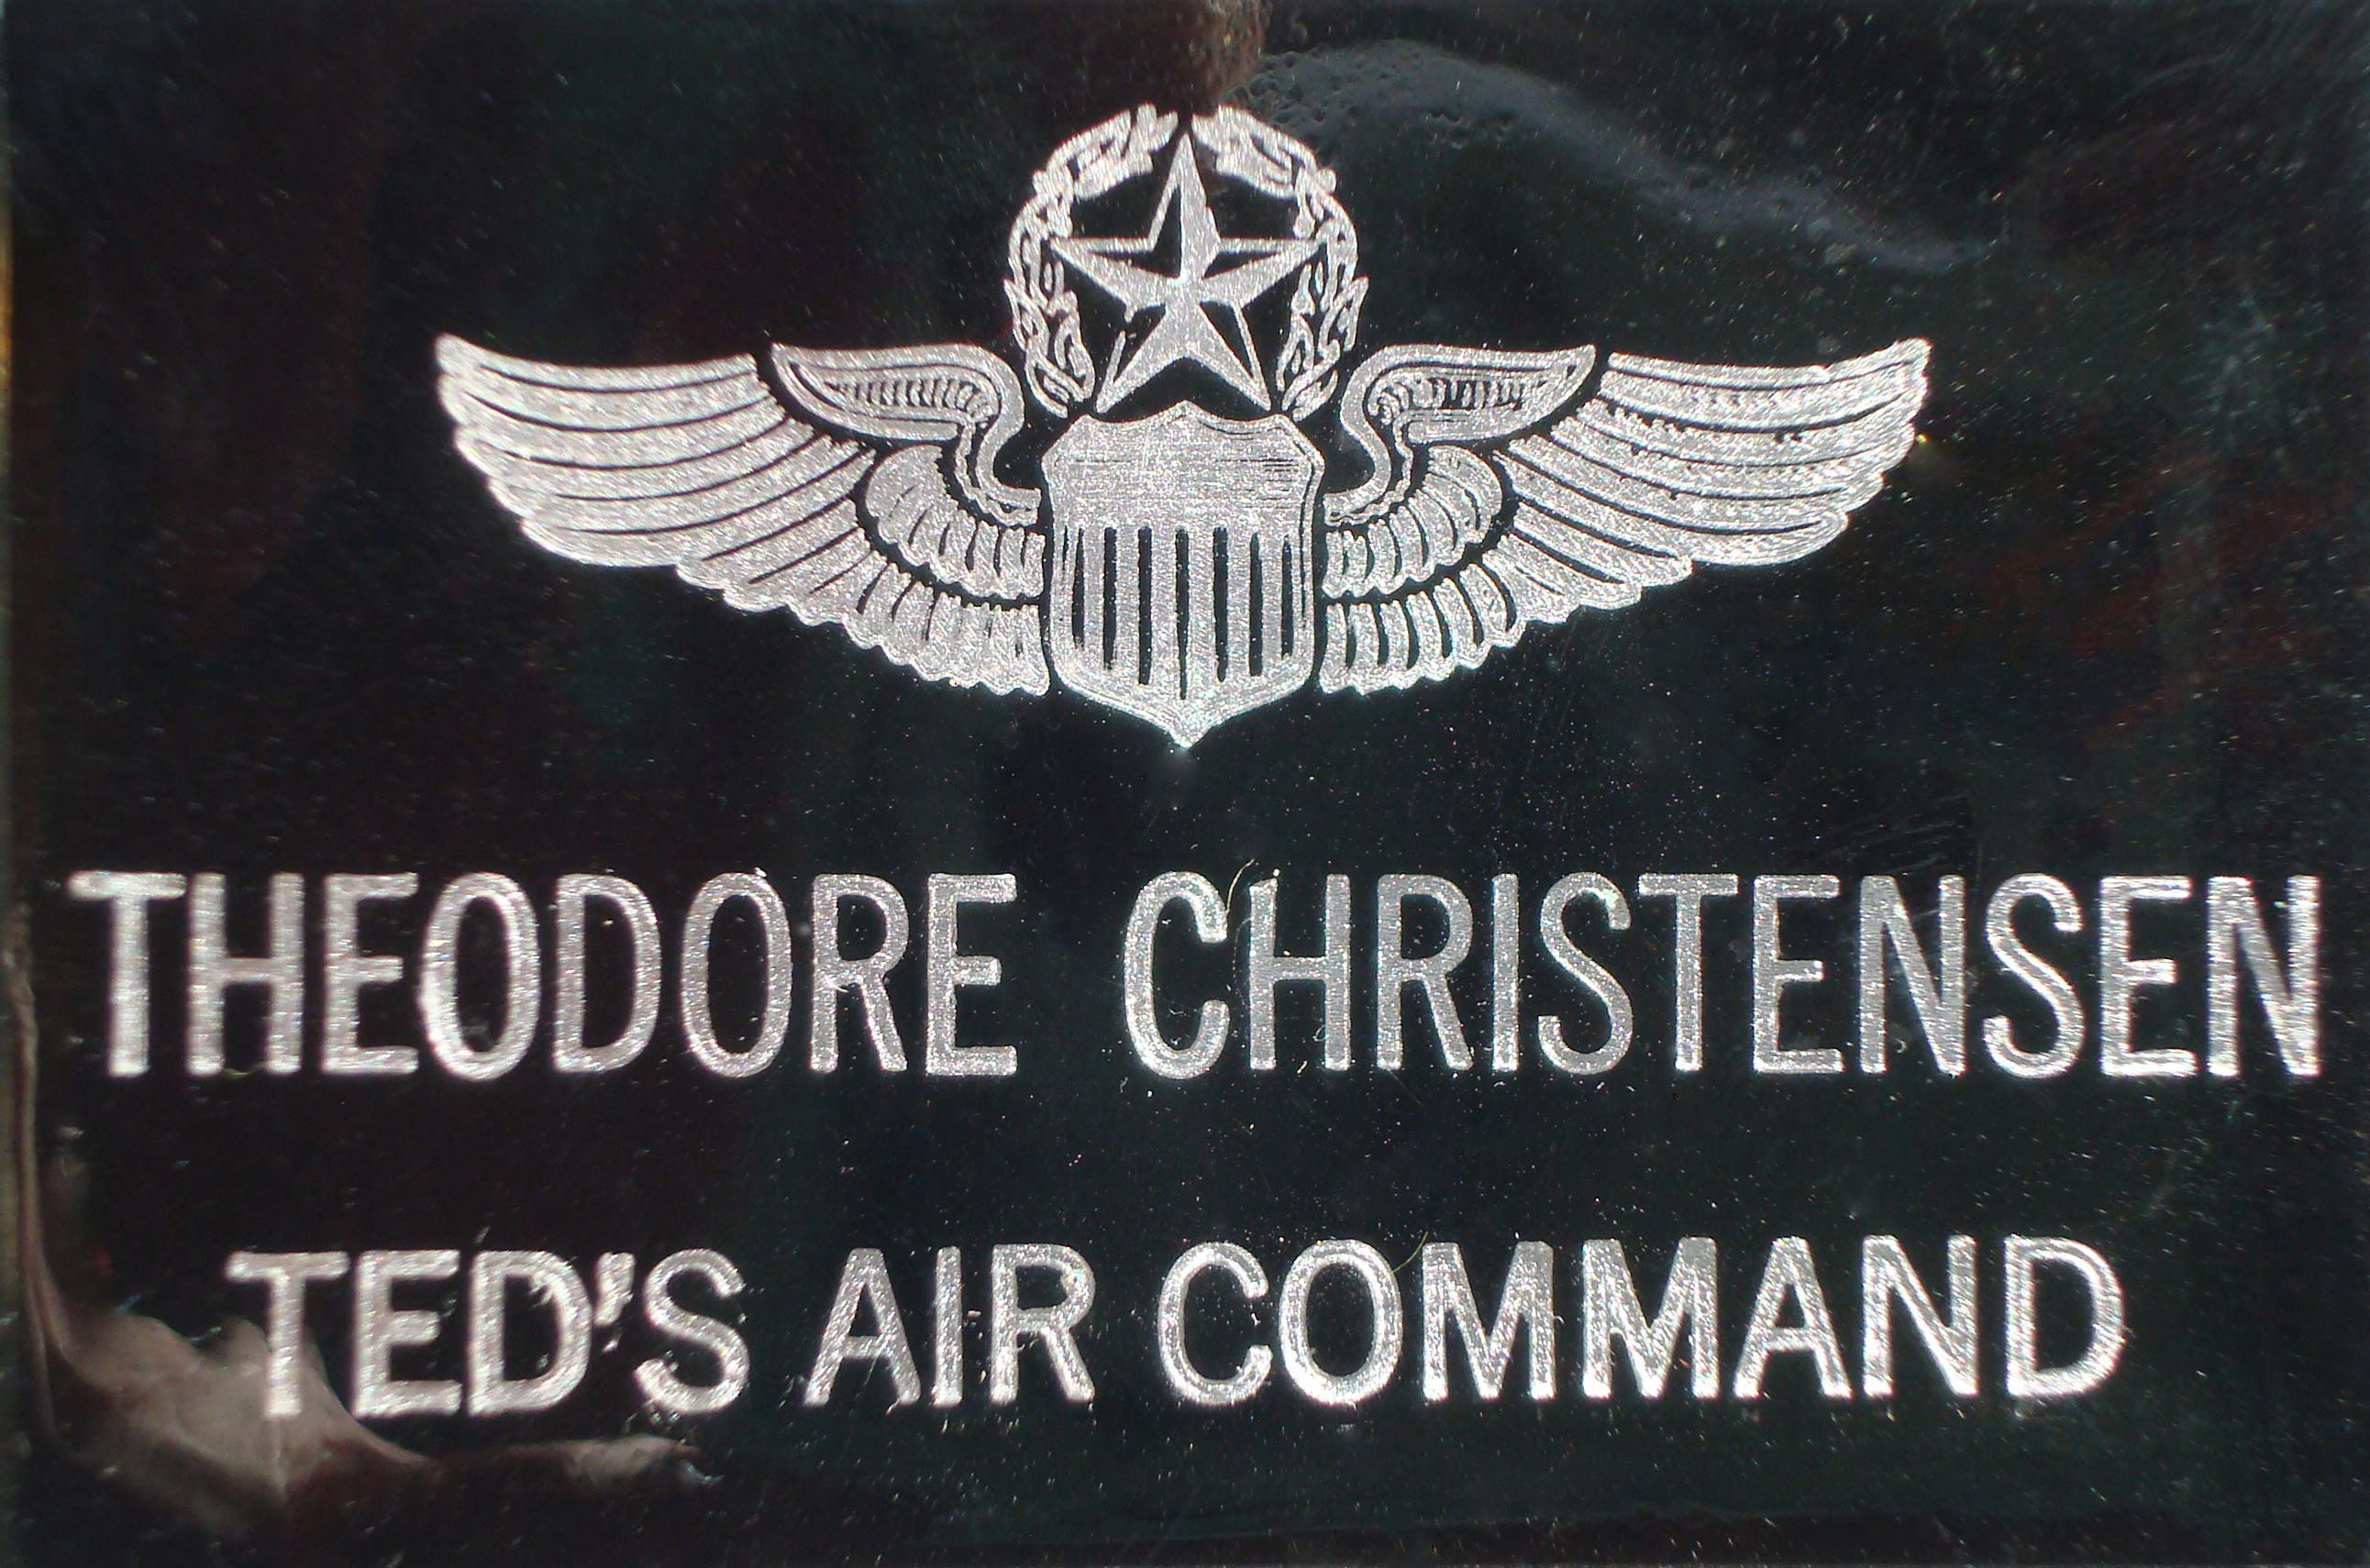 THEODORE CHRISTENSEN
TED'S AIR COMMAND